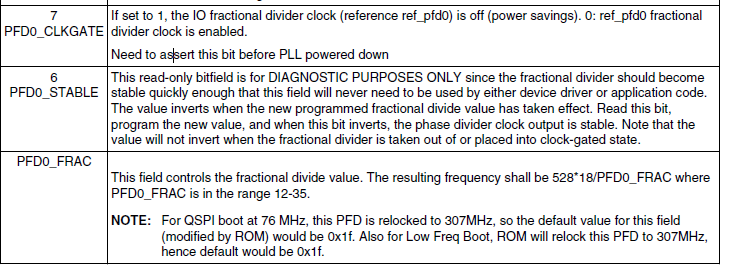 7
PFD0_CLKGATE
If set to 1, the IO fractional divider clock (reference ref_pfd0) is off (power savings). 0: ref_pfd0 fractional
divider clock is enabled.
Need to assert this bit before PLL powered down
6
PFD0_STABLE
This read-only bitfield is for DIAGNOSTIC PURPOSES ONLY since the fractional divider should become
stable quickly enough that this field will never need to be used by either device driver or application code.
The value inverts when the new programmed fractional divide value has taken effect. Read this bit,
program the new value, and when this bit inverts, the phase divider clock output is stable. Note that the
value will not invert when the fractional divider is taken out of or placed into clock-gated state.
PFD0_FRAC
This field controls the fractional divide value. The resulting frequency shall be 528*18/PFD0_FRAC where
PFD0_FRAC is in the range 12-35.
NOTE: For QSPI boot at 76 MHz, this PFD is relocked to 307MHz, so the default value for this field
(modified by ROM) would be 0x1f. Also for Low Freq Boot, ROM will relock this PFD to 307MHz,
hence default would be 0x1f.